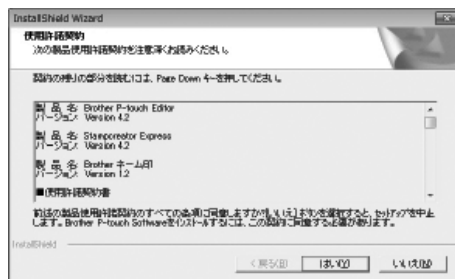 InstallShield Wizard
使用許諾契約
次の製品使用許諾契約を注意深くお読みください。
契約の残りの部分を読むには、Page Down キーを押してください。
製 品 名: Brother P-touch Editor
バージョン: Version 4.2
製 品 名: Stampcreator Express
バージョン: Version 4.2
製 品 名: Brother ネーム印
バージョン: Version 1.2
■使用許諾契約書
前述の製品使用許諾契約のすべての条項に同意しますか?[いいえ]ボタンを選択すると、セットアップを中止
します。Brother P-touch Softwareをインストールするには、この契約に同意する必要があります。
InstallShield
< 戻る(B)
はい(Y)
いいえ(N)